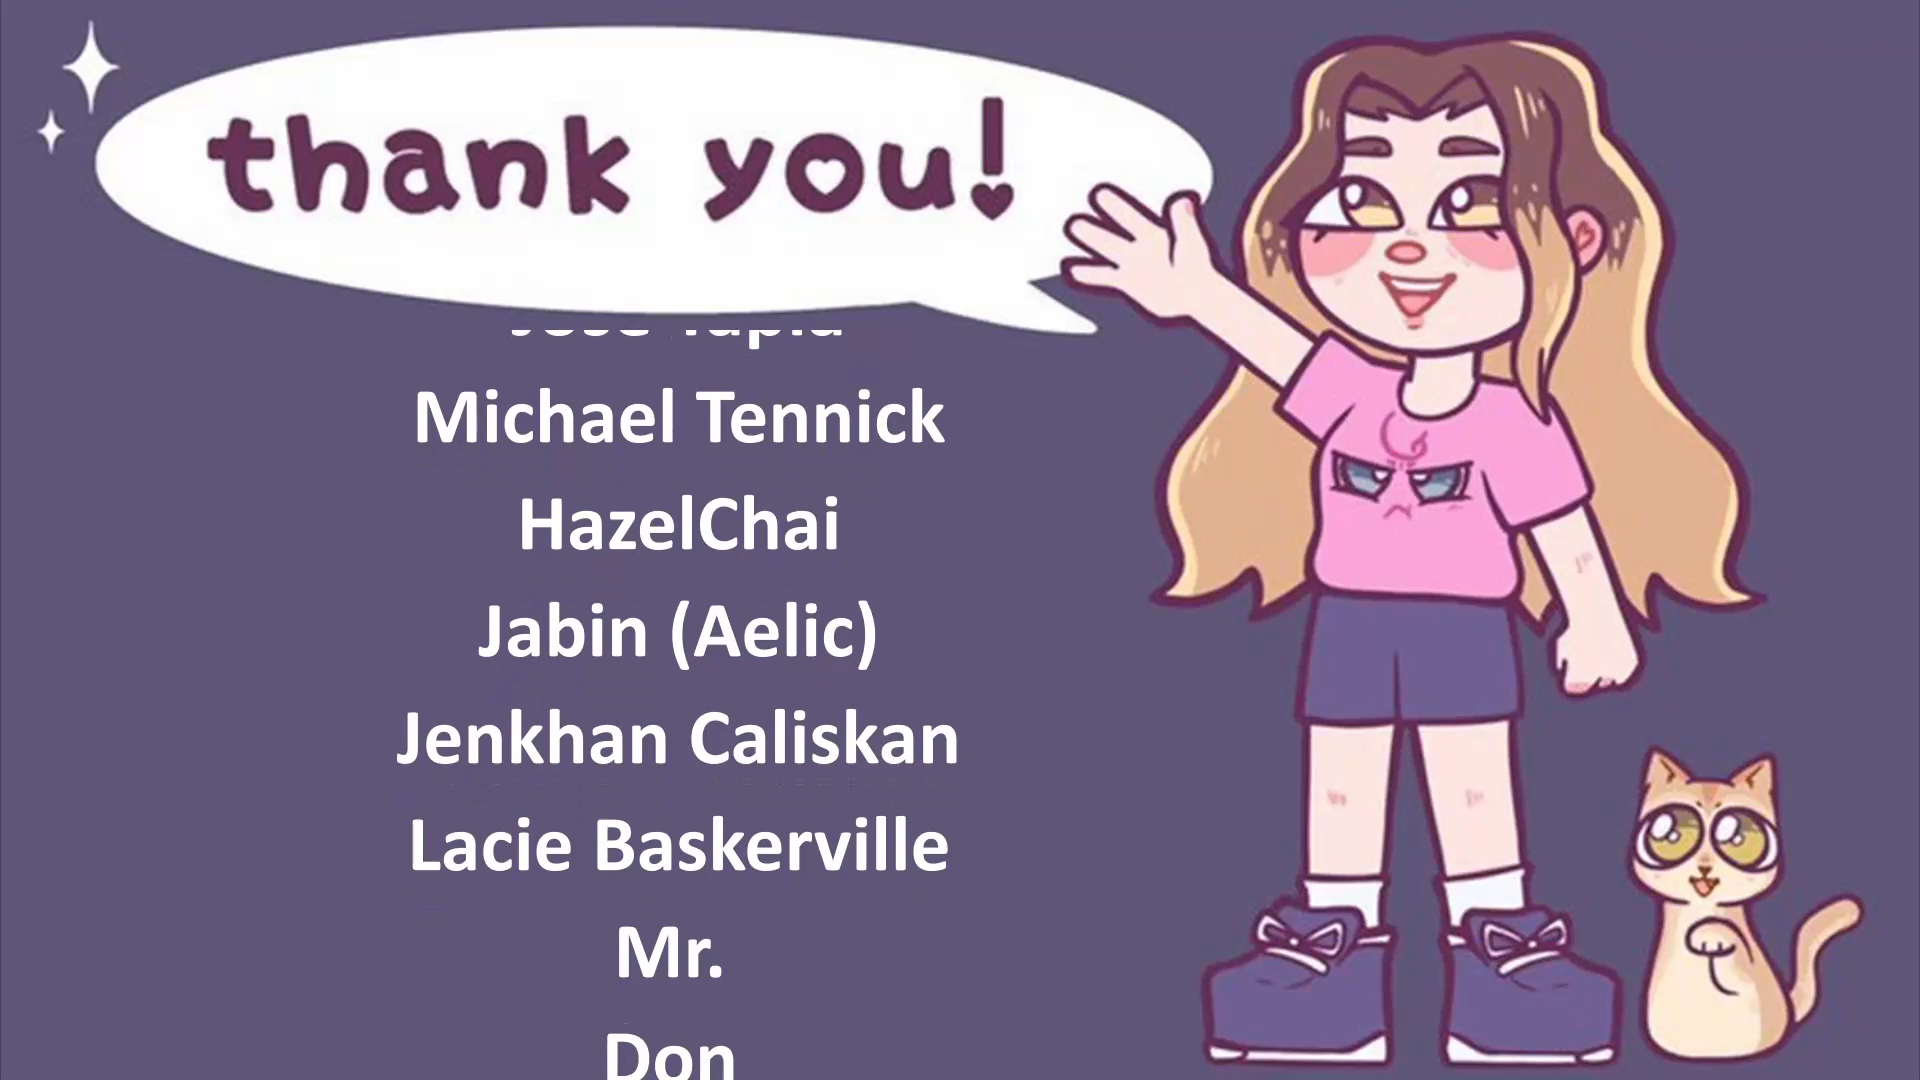 thank you!
Michael Tennick
HazelChai
Jabin (Aelic)
Jenkhan Caliskan
Lacie Baskerville
Mr.
Don